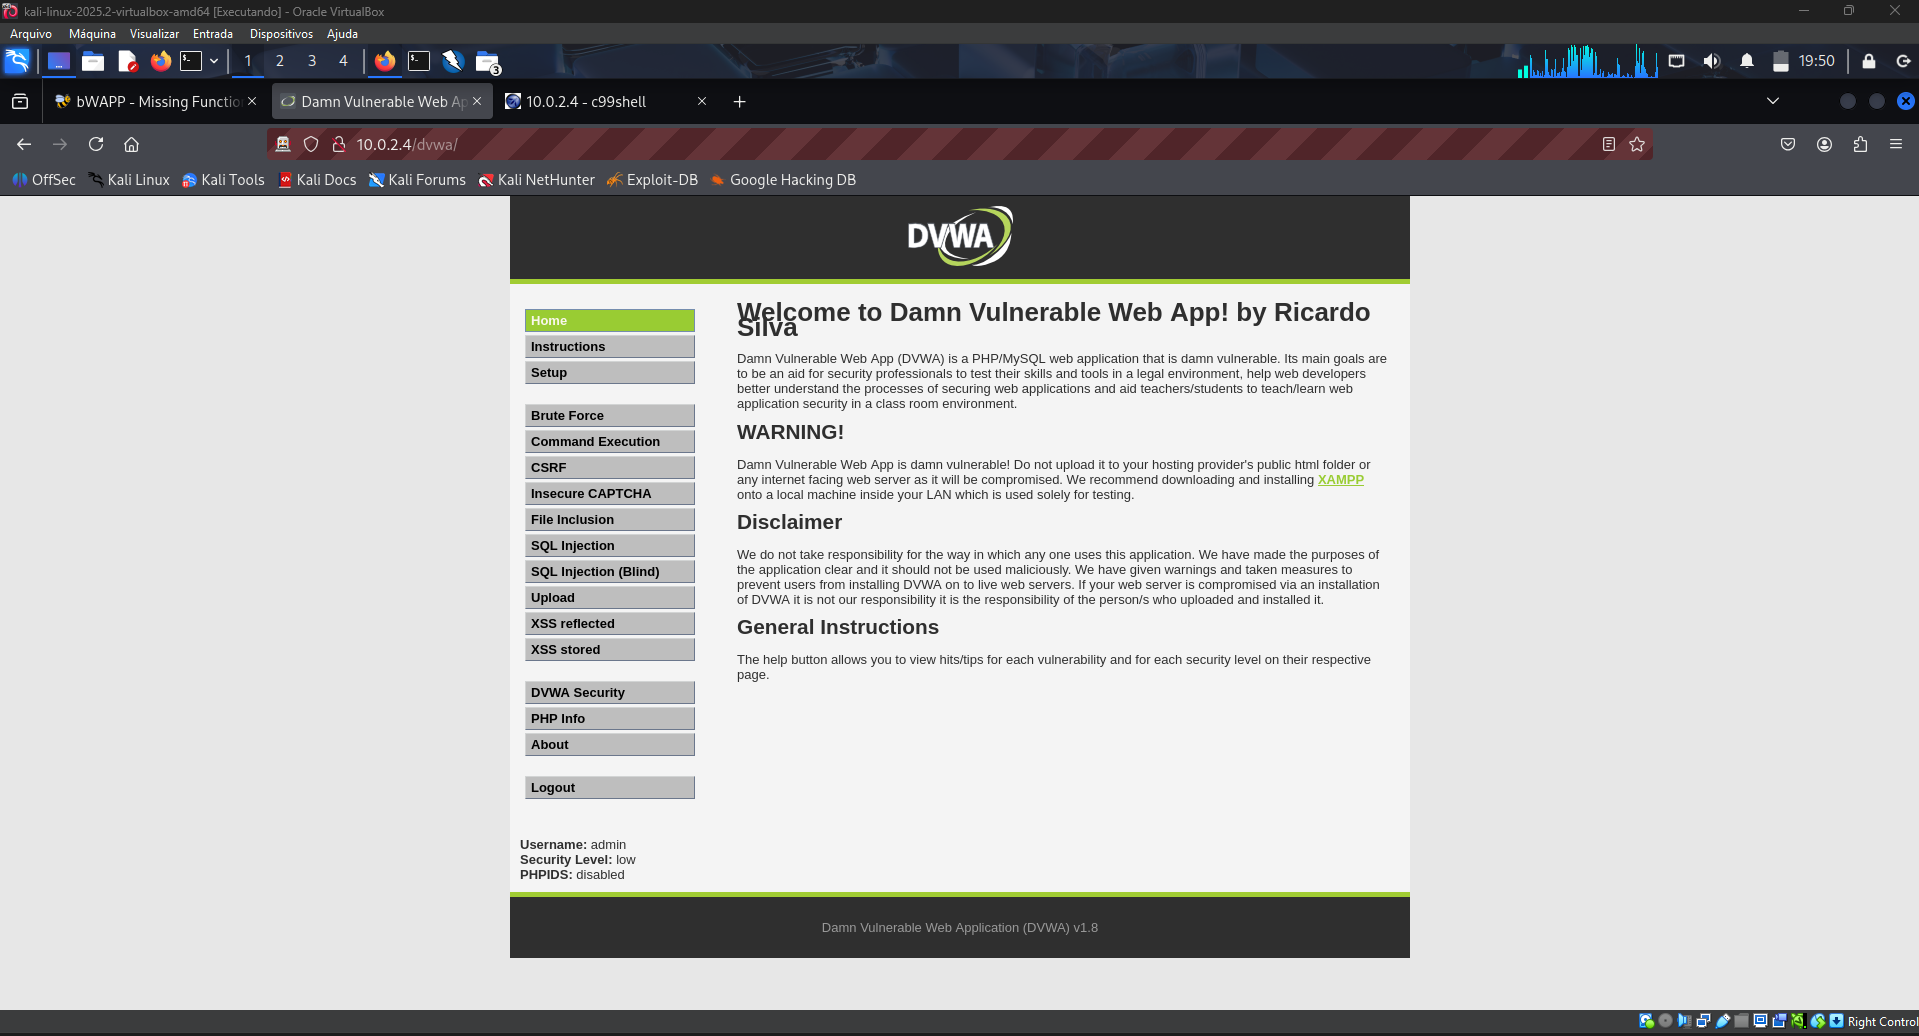 kali-linux-2025.2-virtualbox-amd64 [Executando] - Oracle VirtualBox
Arquivo Máquina Visualizar Entrada Dispositivos Ajuda
1 2 3 4 3 19:50
bWAPP - Missing Functio Damn Vulnerable Web Ap 10.0.2.4 - c99shell
10.0.2.4/dvwa/
OffSec Kali Linux Kali Tools Kali Docs Kali Forums Kali NetHunter Exploit-DB Google Hacking DB
DVWA
Home
Instructions
Setup
Brute Force
Command Execution
CSRF
Insecure CAPTCHA
File Inclusion
SQL Injection
SQL Injection (Blind)
Upload
XSS reflected
XSS stored
DVWA Security
PHP Info
About
Logout
Username: admin
Security Level: low
PHPIDS: disabled
Welcome to Damn Vulnerable Web App! by Ricardo
Silva
Damn Vulnerable Web App (DVWA) is a PHP/MySQL web application that is damn vulnerable. Its main goals are
to be an aid for security professionals to test their skills and tools in a legal environment, help web developers
better understand the processes of securing web applications and aid teachers/students to teach/learn web
application security in a class room environment.
WARNING!
Damn Vulnerable Web App is damn vulnerable! Do not upload it to your hosting provider's public html folder or
any internet facing web server as it will be compromised. We recommend downloading and installing XAMPP
onto a local machine inside your LAN which is used solely for testing.
Disclaimer
We do not take responsibility for the way in which any one uses this application. We have made the purposes of
the application clear and it should not be used maliciously. We have given warnings and taken measures to
prevent users from installing DVWA on to live web servers. If your web server is compromised via an installation
of DVWA it is not our responsibility it is the responsibility of the person/s who uploaded and installed it.
General Instructions
The help button allows you to view hits/tips for each vulnerability and for each security level on their respective
page.
Damn Vulnerable Web Application (DVWA) v1.8
Right Control